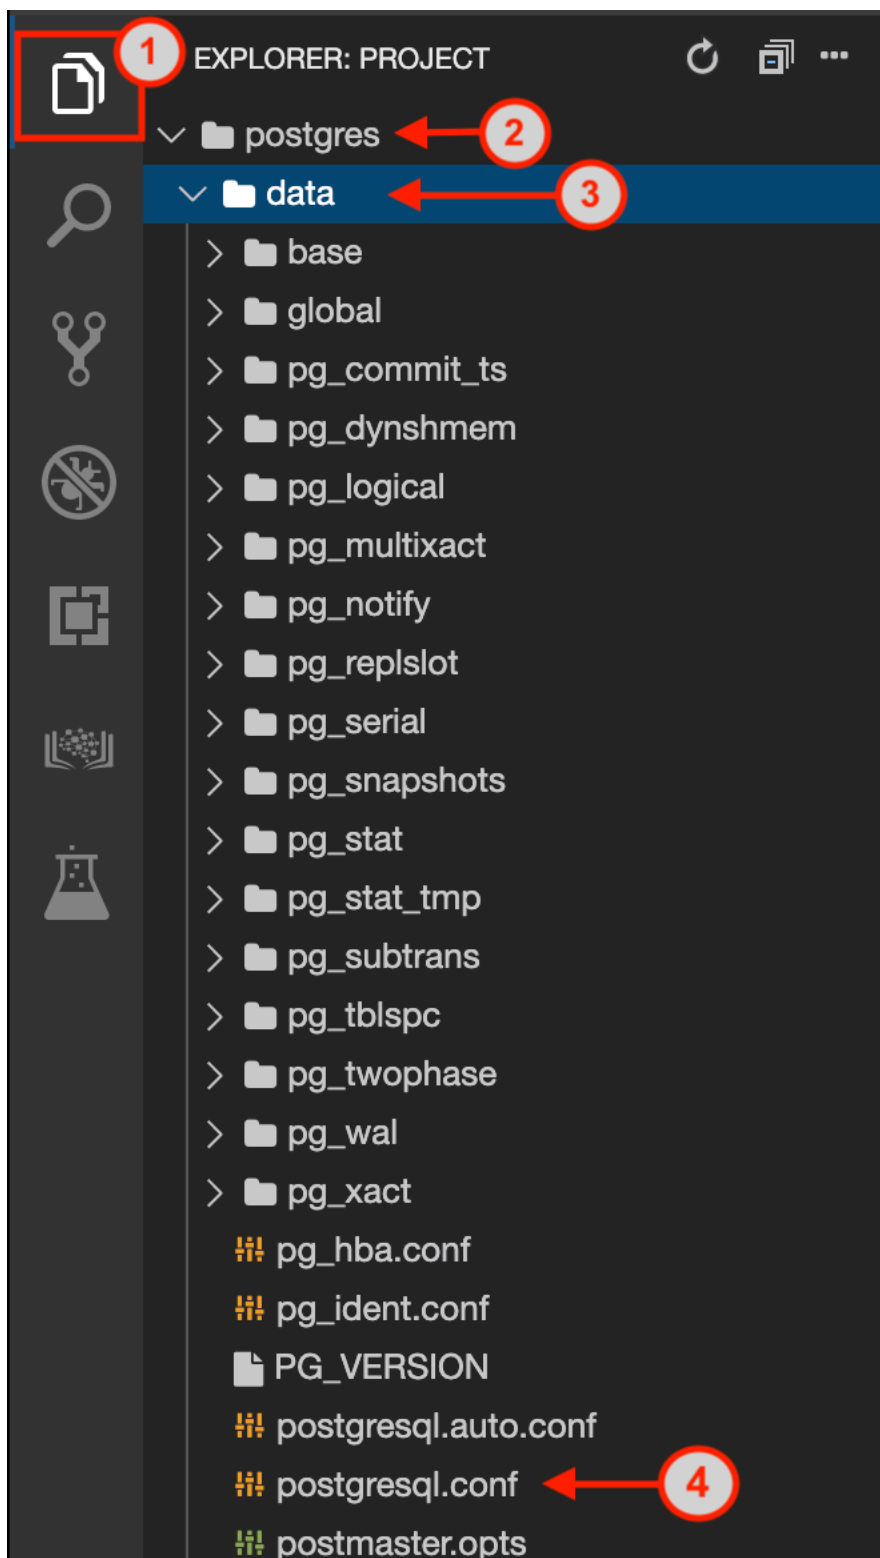 1
EXPLORER: PROJECT
postgres 2
data 3
base
global
pg_commit_ts
pg_dynshmem
pg_logical
pg_multixact
pg_notify
pg_replslot
pg_serial
pg_snapshots
pg_stat
pg_stat_tmp
pg_subtrans
pg_tblspc
pg_twophase
pg_wal
pg_xact
pg_hba.conf
pg_ident.conf
PG_VERSION
postgresql.auto.conf
postgresql.conf 4
postmaster.opts